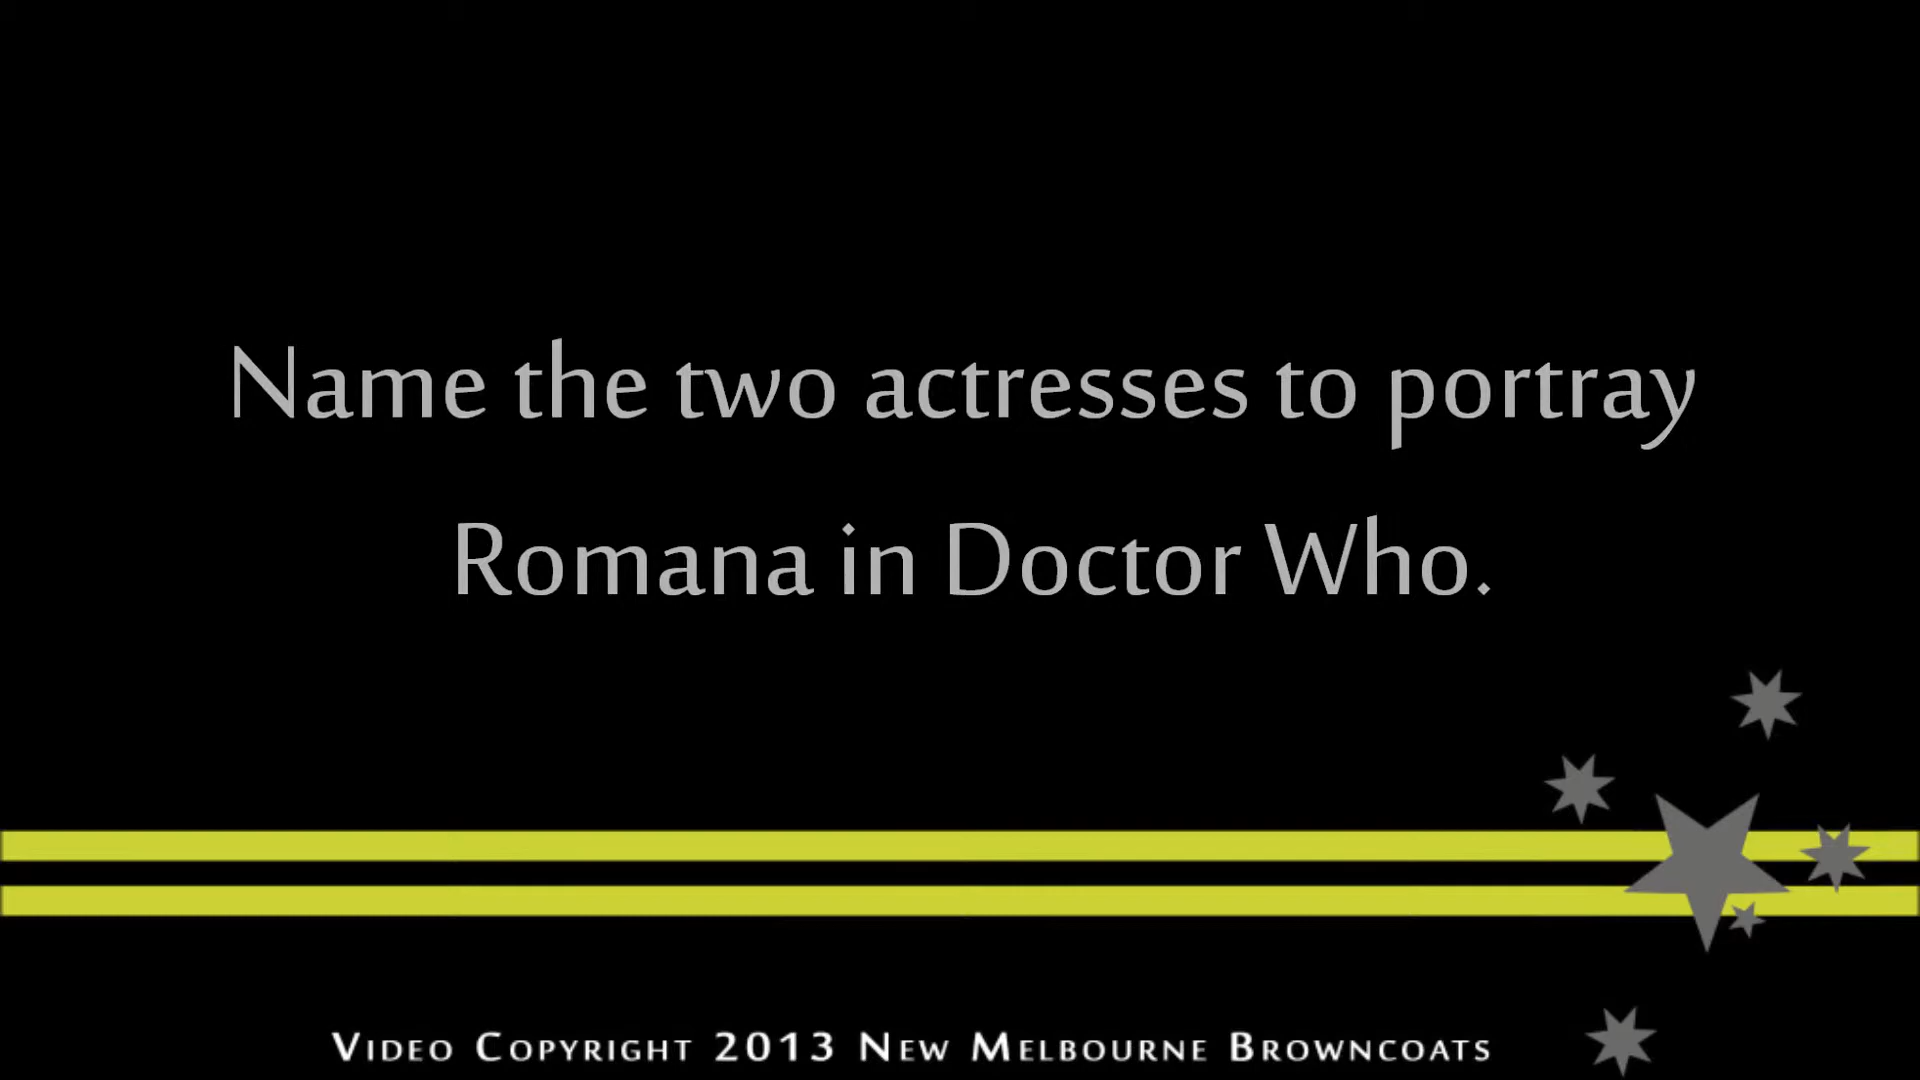 Name the two actresses to portray
Romana in Doctor Who.
Video Copyright 2013 New Melbourne Browncoats